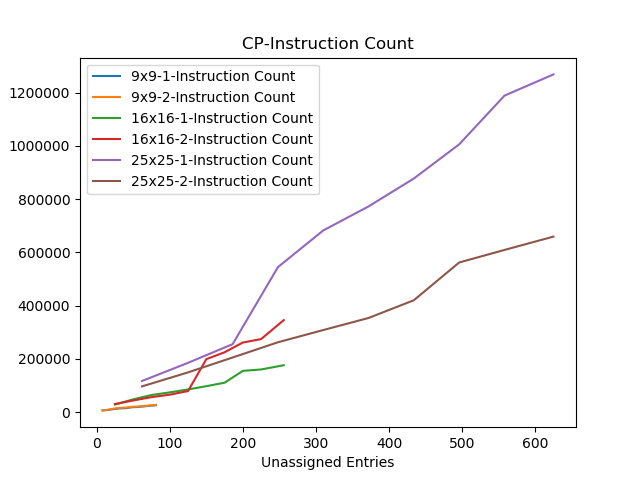 CP-Instruction Count
9x9-1-Instruction Count
9x9-2-Instruction Count
16x16-1-Instruction Count
16x16-2-Instruction Count
25x25-1-Instruction Count
25x25-2-Instruction Count
1200000
1000000
800000
600000
400000
200000
0
0 100 200 300 400 500 600
Unassigned Entries